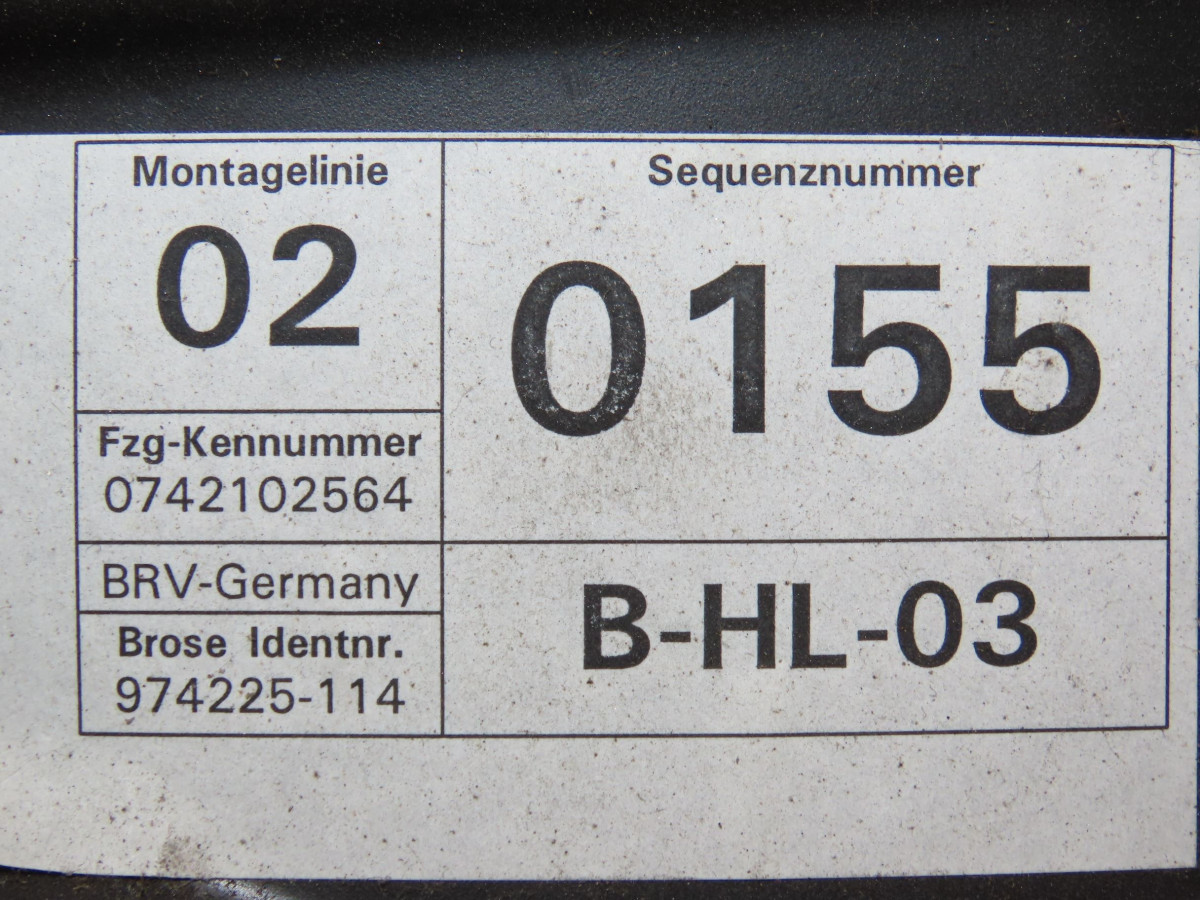 Montagelinie
02
Fzg-Kennummer
0742102564
BRV-Germany
Brose Identnr.
974225-114
Sequenznummer
0155
B-HL-03